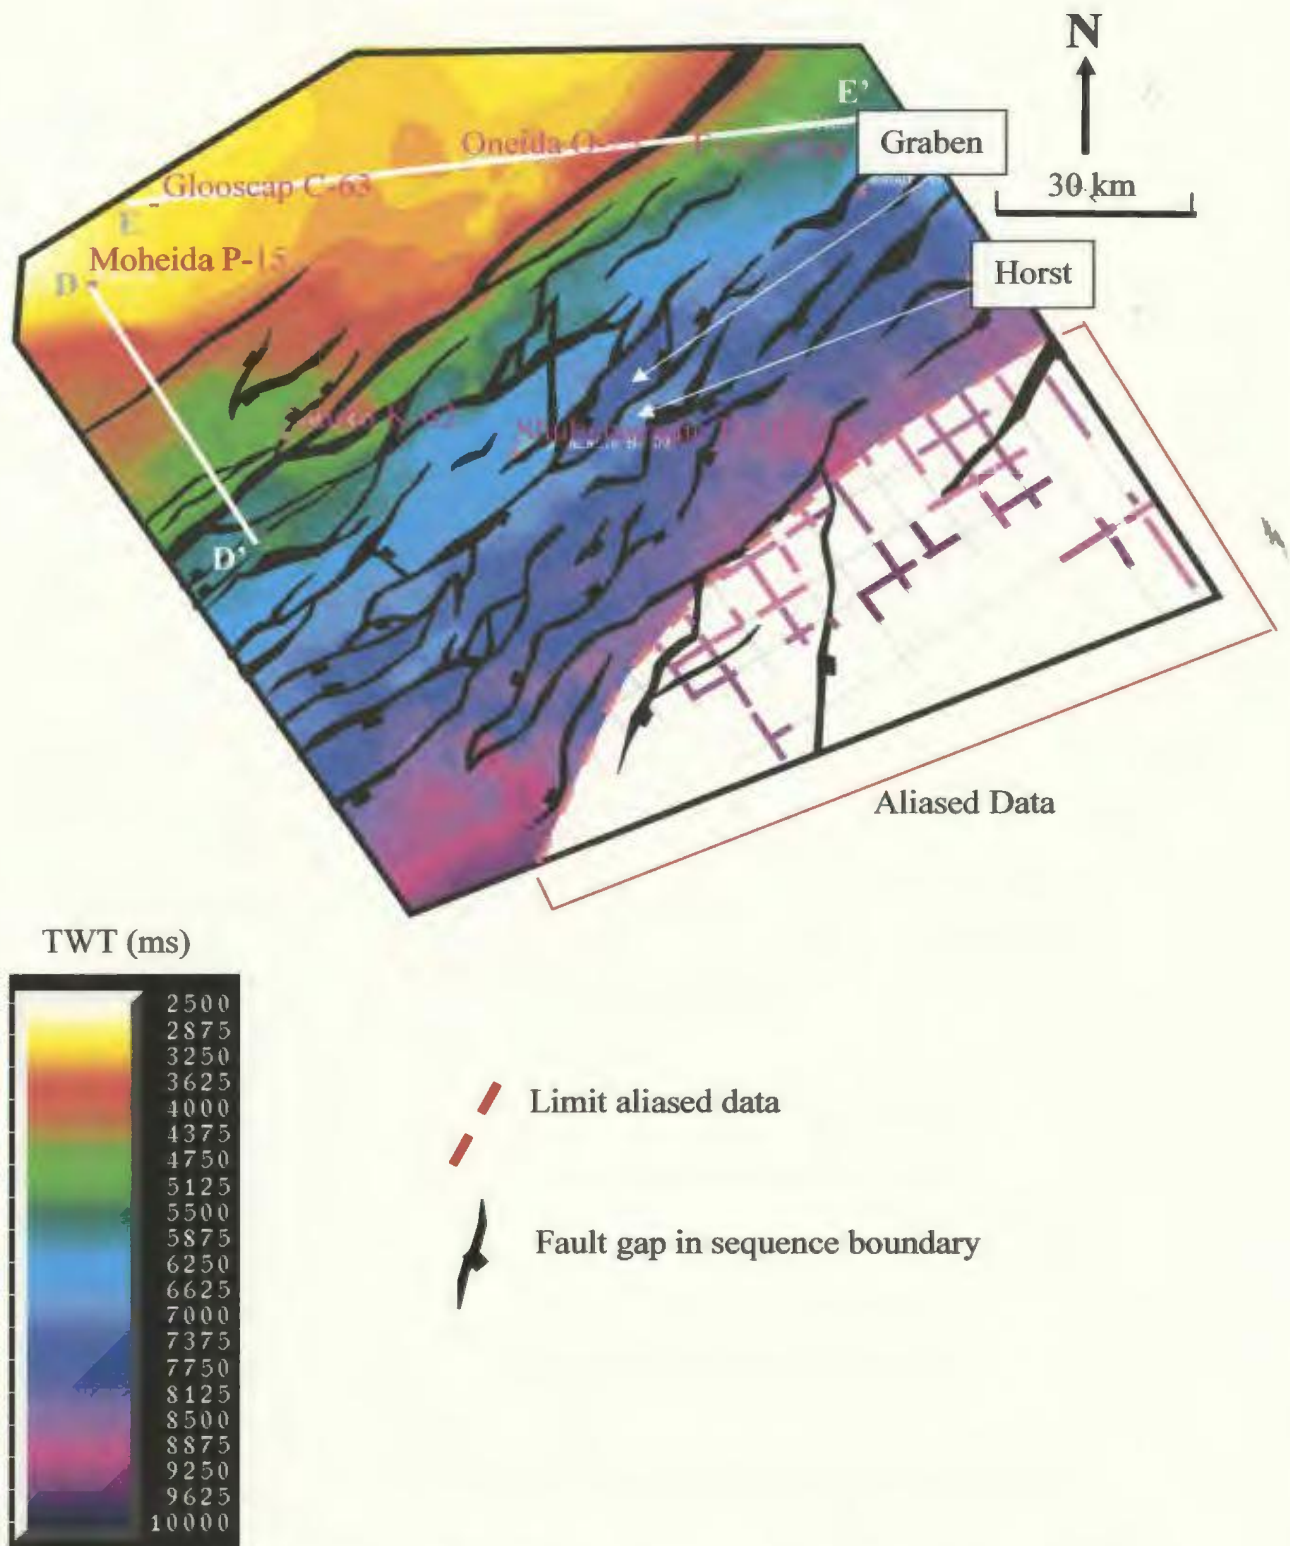 N
E'
Graben
Oneida O-
30 km
Glooscap C-63
E
Horst
Moheida P-15
D
D'
Aliased Data
TWT (ms)
2500
2875
3250
3625
4000
4375
4750
5125
5500
5875
6250
6625
7000
7375
7750
8125
8500
8875
9250
9625
10000
Limit aliased data
Fault gap in sequence boundary